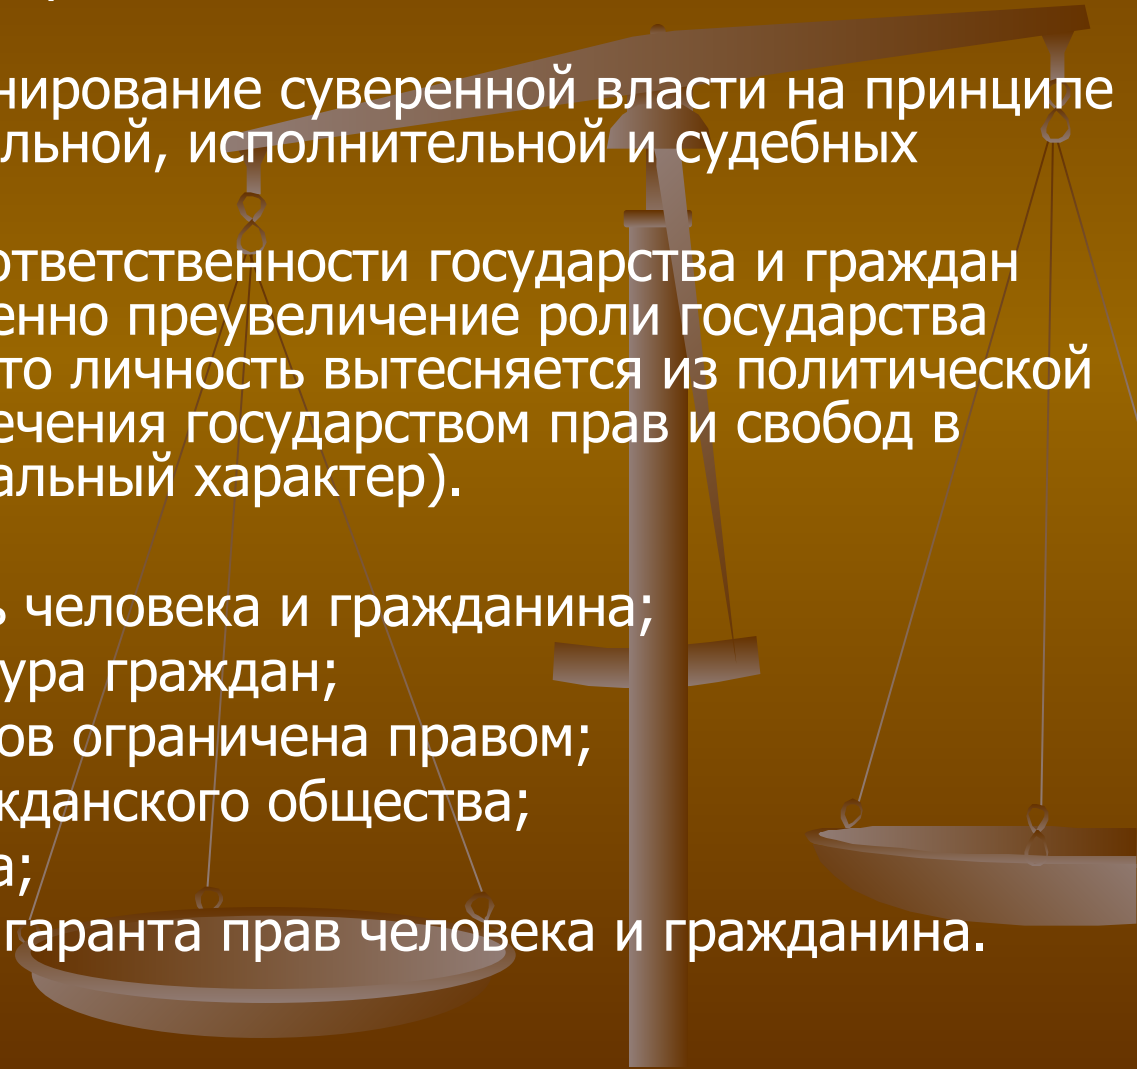 нирование суверенной власти на принципе
льной, исполнительной и судебных
ответственности государства и граждан
енно преувеличение роли государства
то личность вытесняется из политической
ечения государством прав и свобод в
альный характер).
ь человека и гражданина;
ура граждан;
ов ограничена правом;
жданского общества;
а;
гаранта прав человека и гражданина.